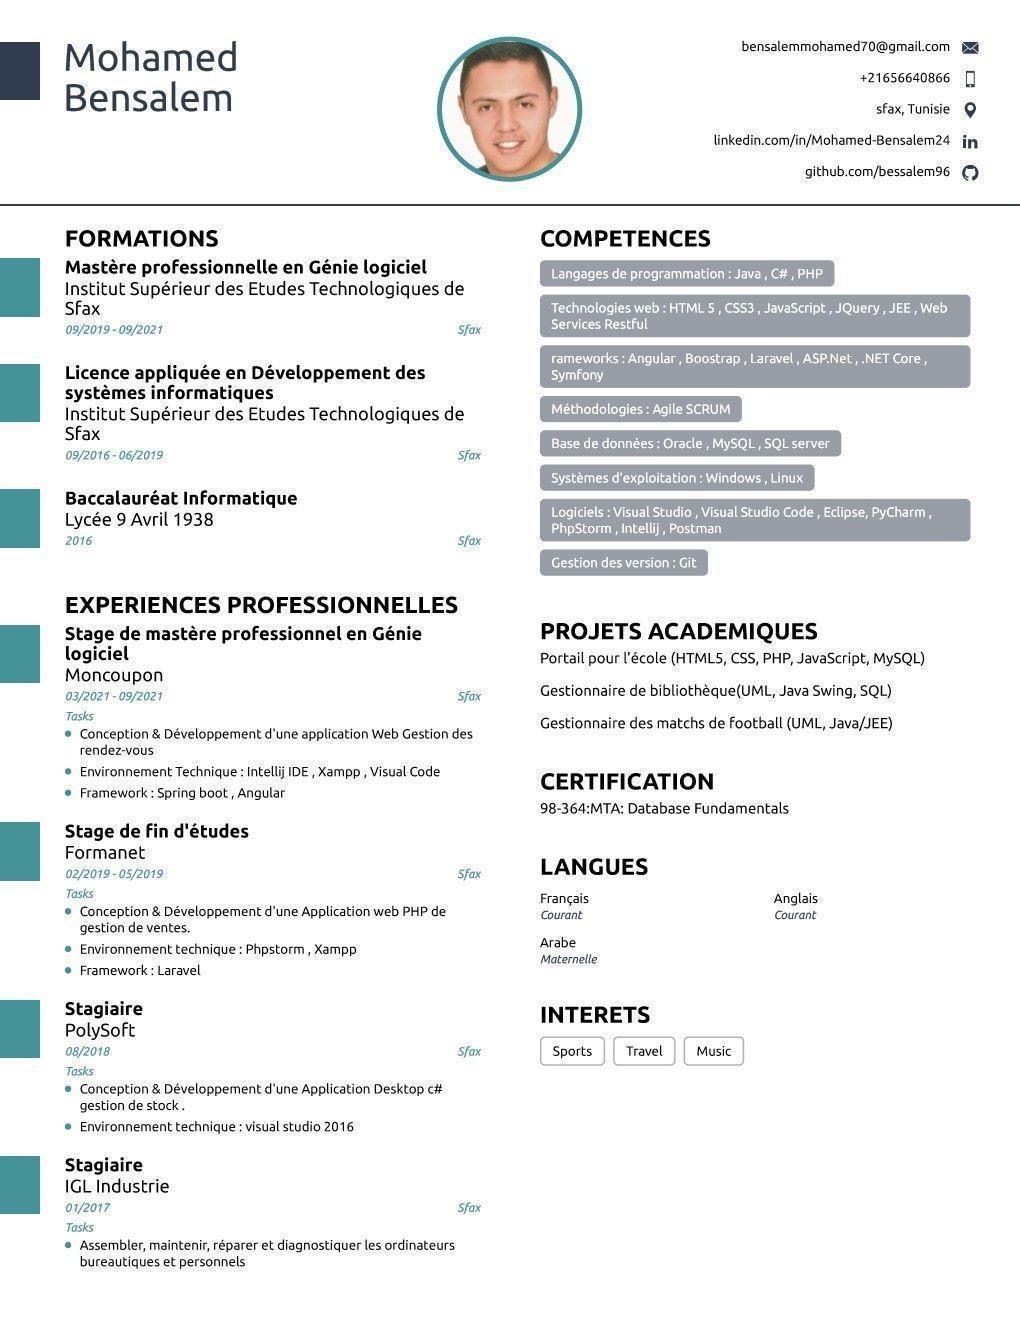 Mohamed
Bensalem
bensalemmohamed70@gmail.com
+21656640866
sfax, Tunisie
linkedin.com/in/Mohamed-Bensalem24
github.com/bessalem96
FORMATIONS
Mastère professionnelle en Génie logiciel
Institut Supérieur des Etudes Technologiques de
Sfax
09/2019 - 09/2021 Sfax
Licence appliquée en Développement des
systèmes informatiques
Institut Supérieur des Etudes Technologiques de
Sfax
09/2016 - 06/2019 Sfax
Baccalauréat Informatique
Lycée 9 Avril 1938
2016 Sfax
EXPERIENCES PROFESSIONNELLES
Stage de mastère professionnel en Génie
logiciel
Moncoupon
03/2021 - 09/2021 Sfax
Tasks
Conception & Développement d'une application Web Gestion des
rendez-vous
Environnement Technique : Intellij IDE , Xampp , Visual Code
Framework : Spring boot , Angular
Stage de fin d'études
Formanet
02/2019 - 05/2019 Sfax
Tasks
Conception & Développement d'une Application web PHP de
gestion de ventes.
Environnement technique : Phpstorm , Xampp
Framework : Laravel
Stagiaire
PolySoft
08/2018 Sfax
Tasks
Conception & Développement d'une Application Desktop c#
gestion de stock .
Environnement technique : visual studio 2016
Stagiaire
IGL Industrie
01/2017 Sfax
Tasks
Assembler, maintenir, réparer et diagnostiquer les ordinateurs
bureautiques et personnels
COMPETENCES
Langages de programmation : Java , C# , PHP
Technologies web : HTML 5 , CSS3 , JavaScript , JQuery , JEE , Web
Services Restful
rameworks : Angular , Boostrap , Laravel , ASP.Net , .NET Core ,
Symfony
Méthodologies : Agile SCRUM
Base de données : Oracle , MySQL , SQL server
Systèmes d'exploitation : Windows , Linux
Logiciels : Visual Studio , Visual Studio Code , Eclipse, PyCharm ,
PhpStorm , Intellij , Postman
Gestion des version : Git
PROJETS ACADEMIQUES
Portail pour l’école (HTML5, CSS, PHP, JavaScript, MySQL)
Gestionnaire de bibliothèque(UML, Java Swing, SQL)
Gestionnaire des matchs de football (UML, Java/JEE)
CERTIFICATION
98-364:MTA: Database Fundamentals
LANGUES
Français Anglais
Courant Courant
Arabe
Maternelle
INTERETS
Sports Travel Music